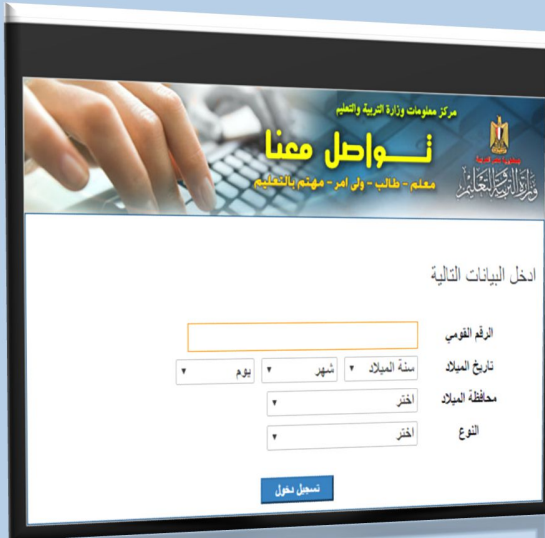 مركز معلومات وزارة التربية والتعليم
تـــواصل معنا
معلم - طالب - ولى امر - مهتم بالتعليم
وزارة التربية والتعليم
ادخل البيانات التالية
الرقم القومي
تاريخ الميلاد سنة الميلاد شهر يوم
محافظة الميلاد اختر
النوع اختر
تسجيل دخول